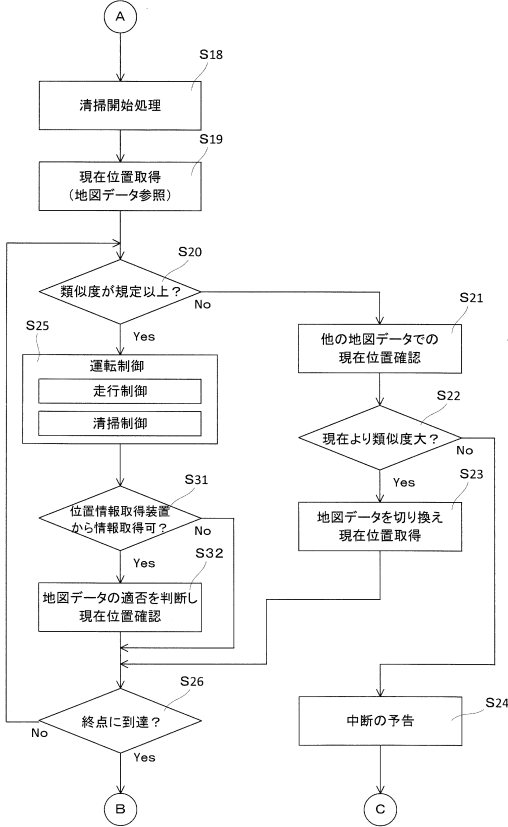 A
S18
清掃開始処理
S19
現在位置取得
(地図データ参照)
S20
類似度が規定以上？
No
Yes
S21
他の地図データでの
現在位置確認
S25
運転制御
走行制御
清掃制御
S22
現在より類似度大？
No
Yes
S23
地図データを切り換え
現在位置取得
S31
位置情報取得装置
から情報取得可？
No
Yes
S32
地図データの適否を判断し
現在位置確認
S26
終点に到達？
No
Yes
S24
中断の予告
B
C